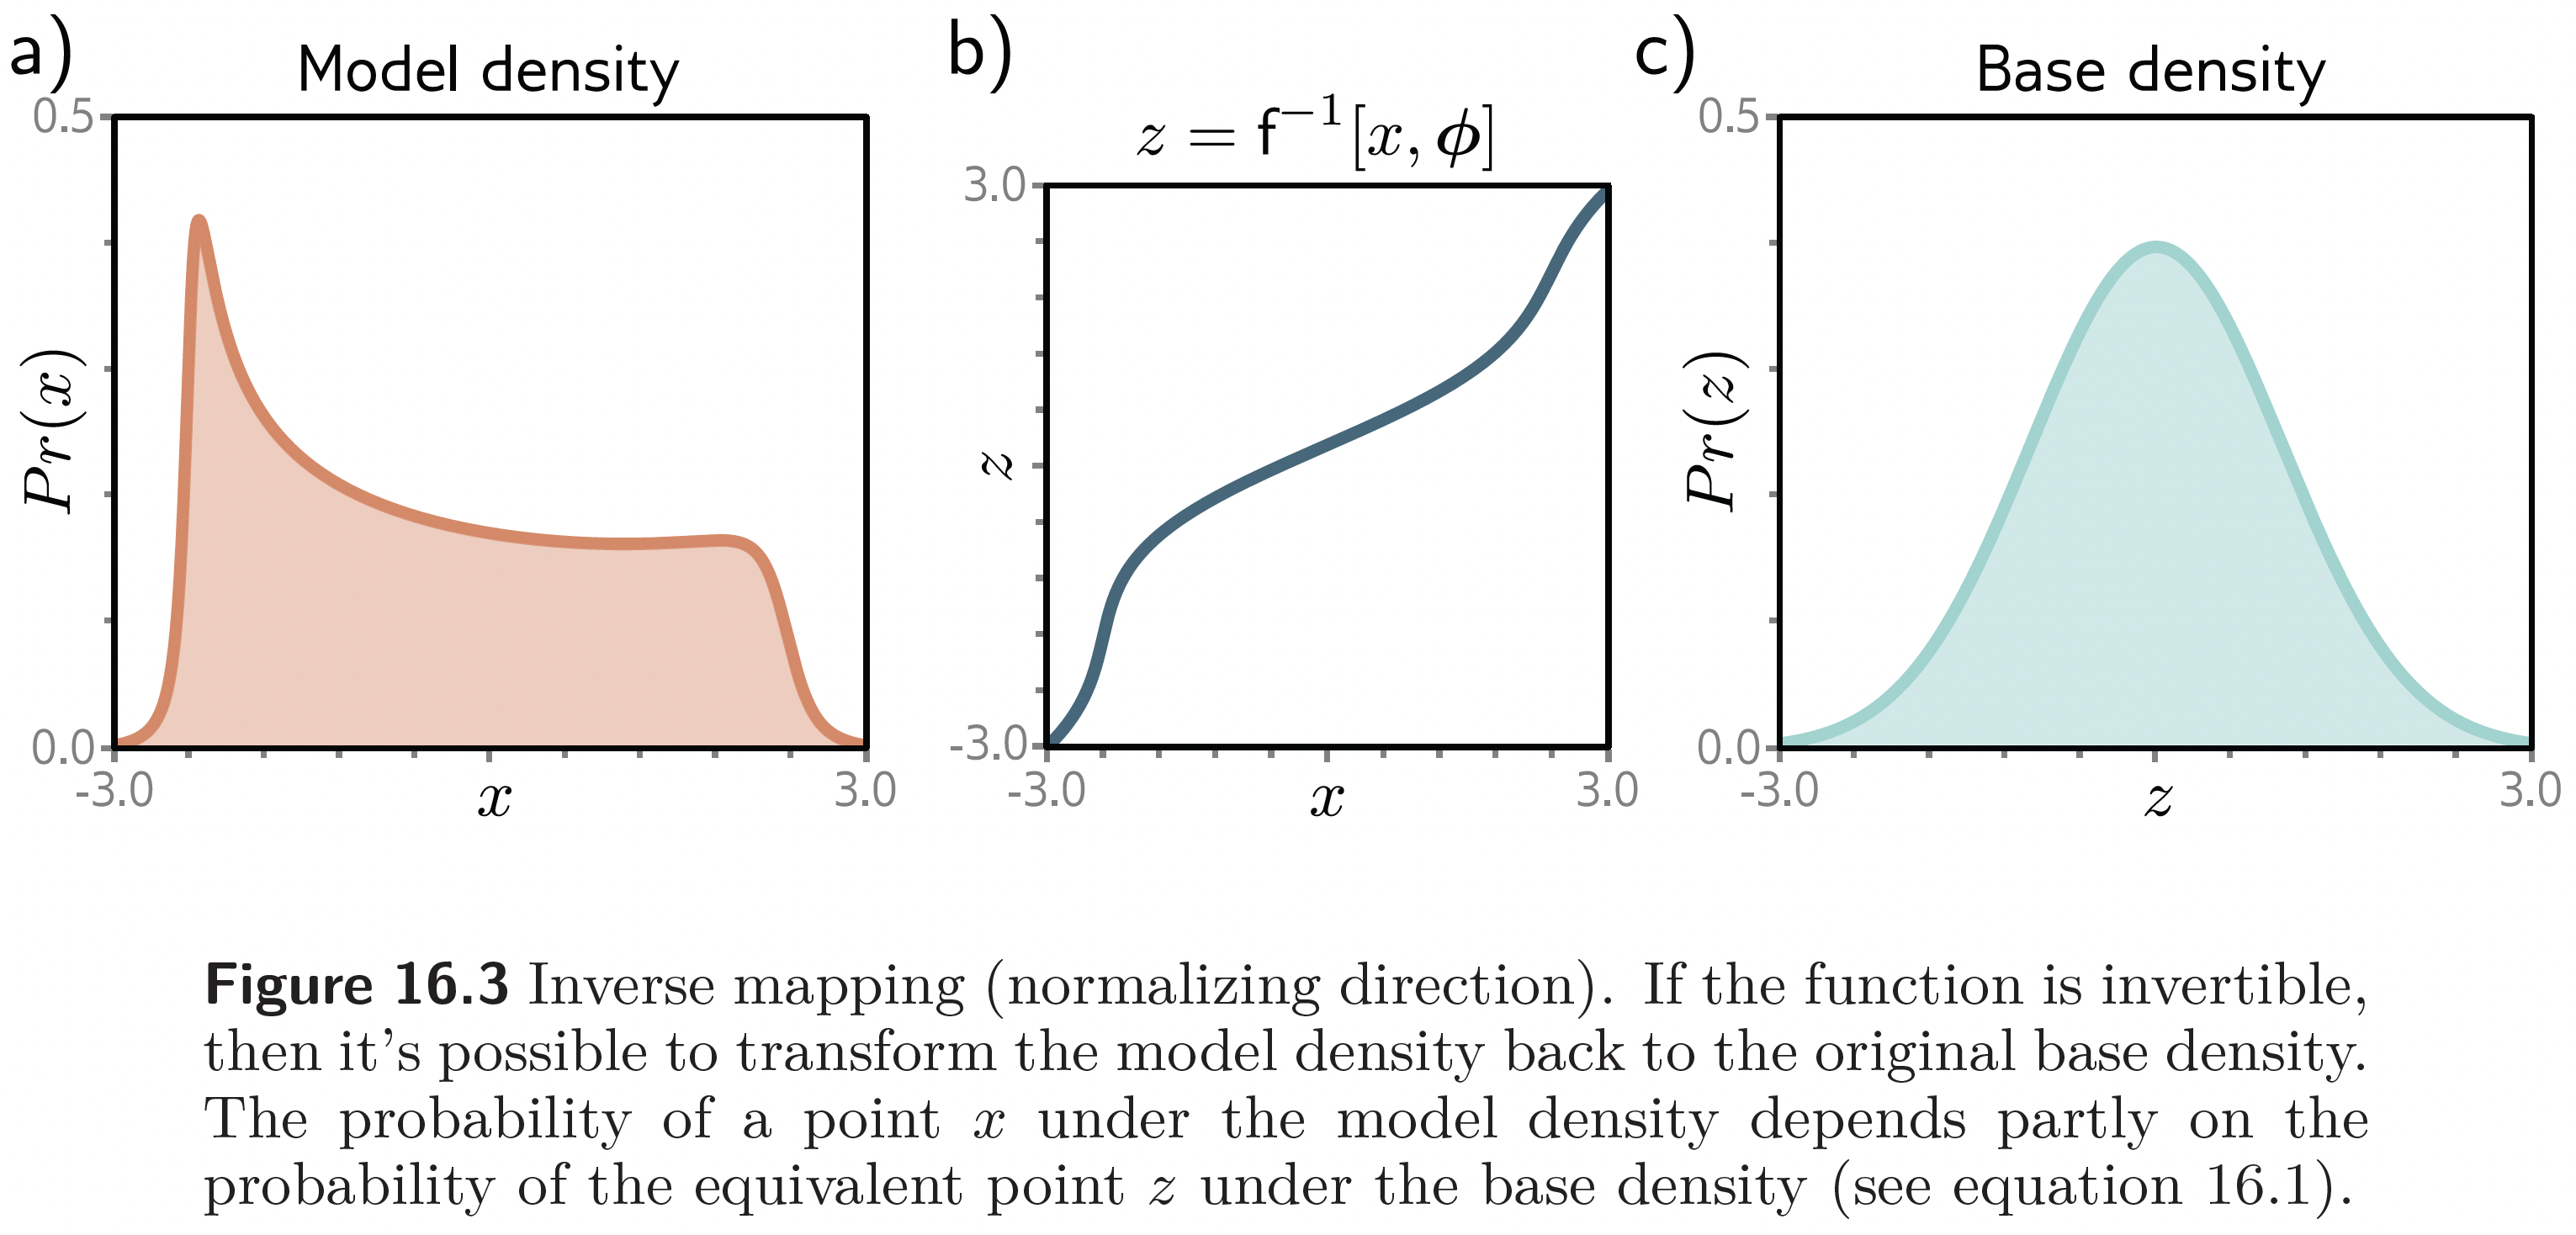 a)
Model density
0.5
Pr(x)
0.0
-3.0
x
3.0
b)
z = f⁻¹[x, ϕ]
3.0
z
-3.0
-3.0
x
3.0
c)
Base density
0.5
Pr(z)
0.0
-3.0
z
3.0
Figure 16.3 Inverse mapping (normalizing direction). If the function is invertible,
then it's possible to transform the model density back to the original base density.
The probability of a point x under the model density depends partly on the
probability of the equivalent point z under the base density (see equation 16.1).